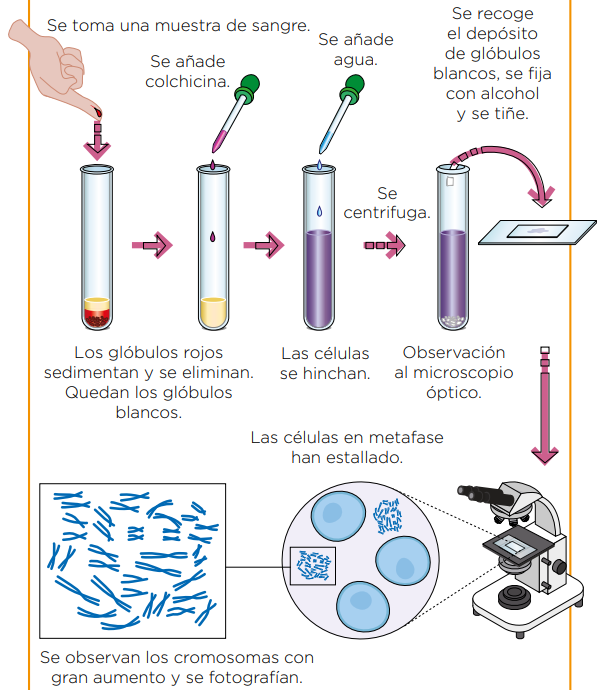 Se toma una muestra de sangre.
Se añade
colchicina.
Se añade
agua.
Se recoge
el depósito
de glóbulos
blancos, se fija
con alcohol
y se tiñe.
Se
centrifuga.
Los glóbulos rojos
sedimentan y se eliminan.
Quedan los glóbulos
blancos.
Las células
se hinchan.
Observación
al microscopio
óptico.
Las células en metafase
han estallado.
Se observan los cromosomas con
gran aumento y se fotografían.